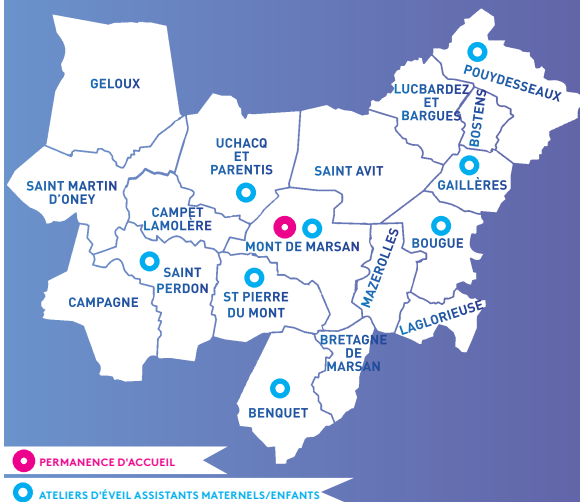 GELOUX
POUYDESSEAUX
LUCBARDEZ
ET
BARGUES
BOSTENS
UCHACQ
ET
PARENTIS
SAINT AVIT
GAILLÈRES
SAINT MARTIN
D'ONEY
CAMPET
LAMOLÈRE
MONT DE MARSAN
BOUGUE
MAZEROLLES
SAINT
PERDON
CAMPAGNE
ST PIERRE
DU MONT
LAGLORIEUSE
BRETAGNE
DE
MARSAN
BENQUET
PERMANENCE D'ACCUEIL
ATELIERS D'ÉVEIL ASSISTANTS MATERNELS/ENFANTS